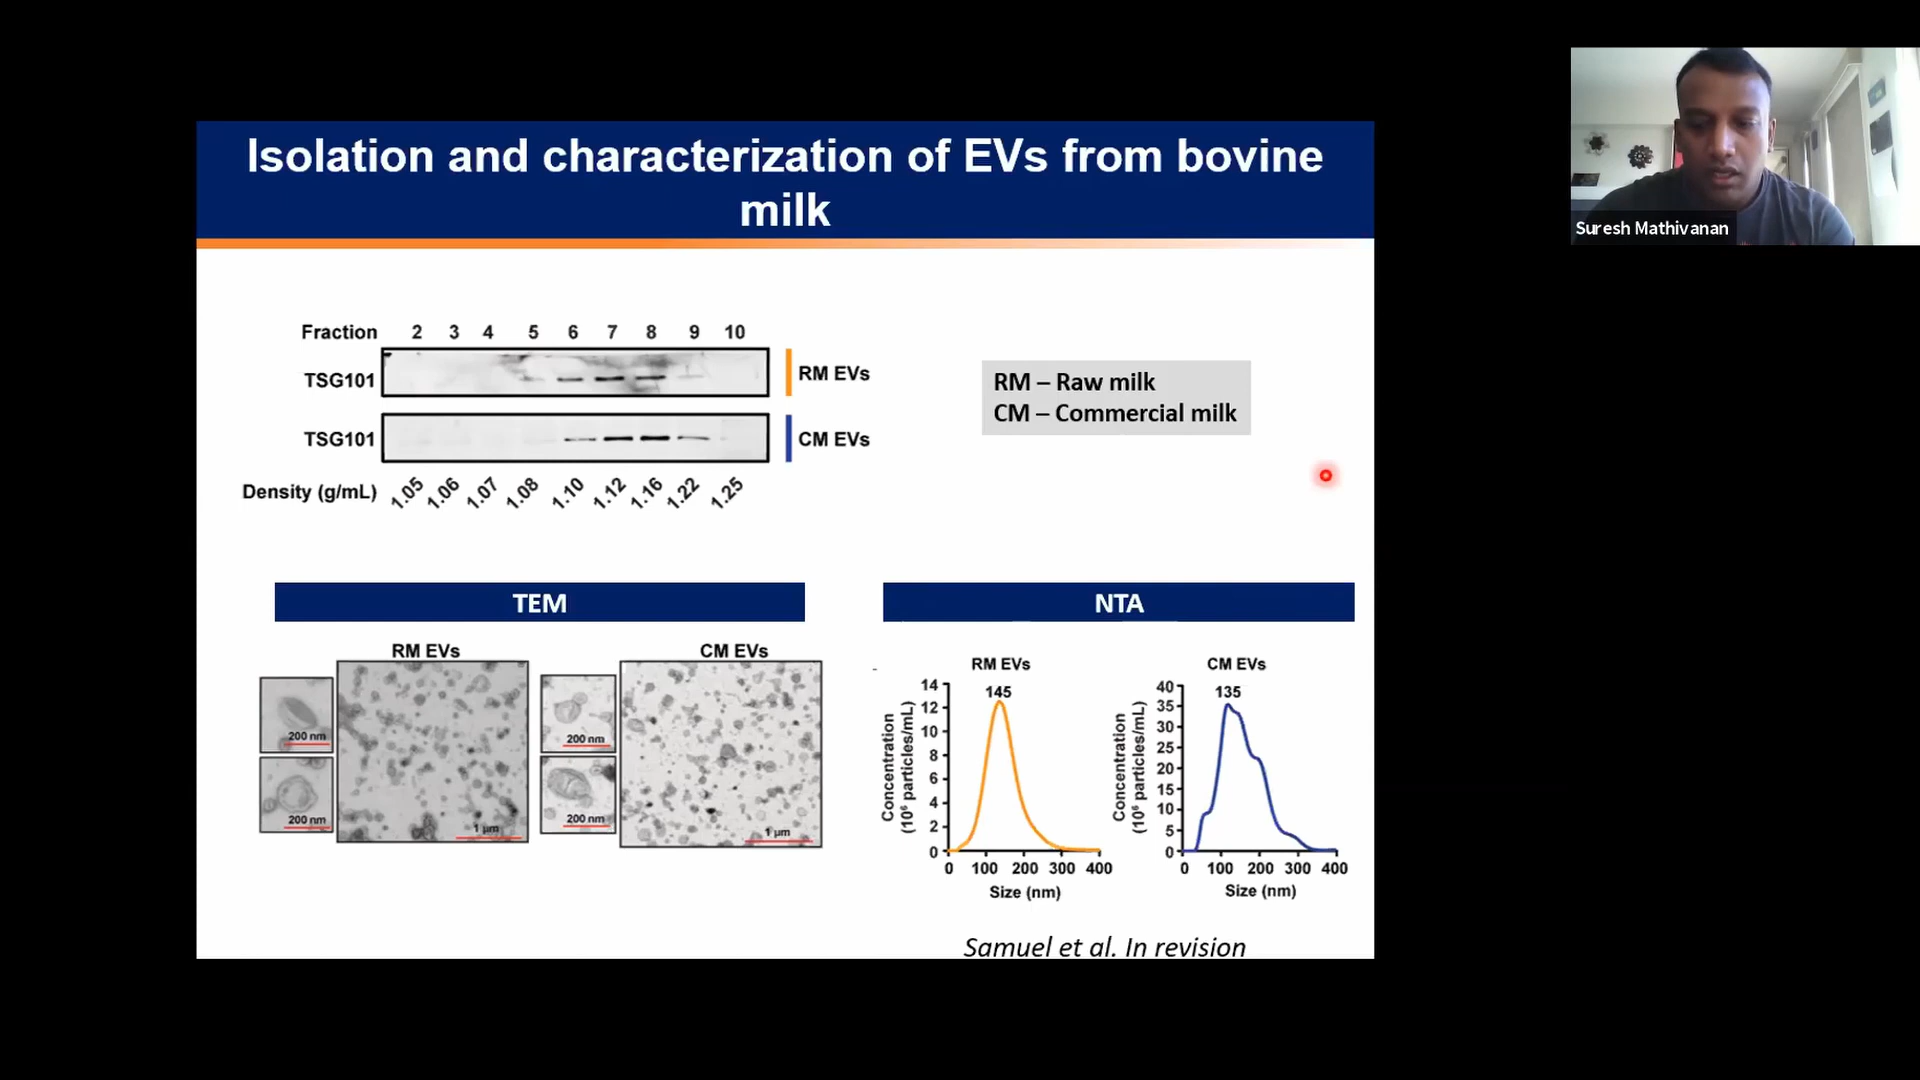 Isolation and characterization of EVs from bovine
milk
Suresh Mathivanan
Fraction 2 3 4 5 6 7 8 9 10
TSG101 RM EVs
TSG101 CM EVs
Density (g/mL) 1.05 1.06 1.07 1.08 1.10 1.12 1.16 1.22 1.25
RM – Raw milk
CM – Commercial milk
TEM
RM EVs
200 nm
200 nm
1 µm
CM EVs
200 nm
200 nm
1 µm
NTA
RM EVs
145
14
12
10
8
6
4
2
0
Concentration
(10⁶ particles/mL)
0 100 200 300 400
Size (nm)
CM EVs
135
40
35
30
25
20
15
10
5
0
Concentration
(10⁶ particles/mL)
0 100 200 300 400
Size (nm)
Samuel et al. In revision